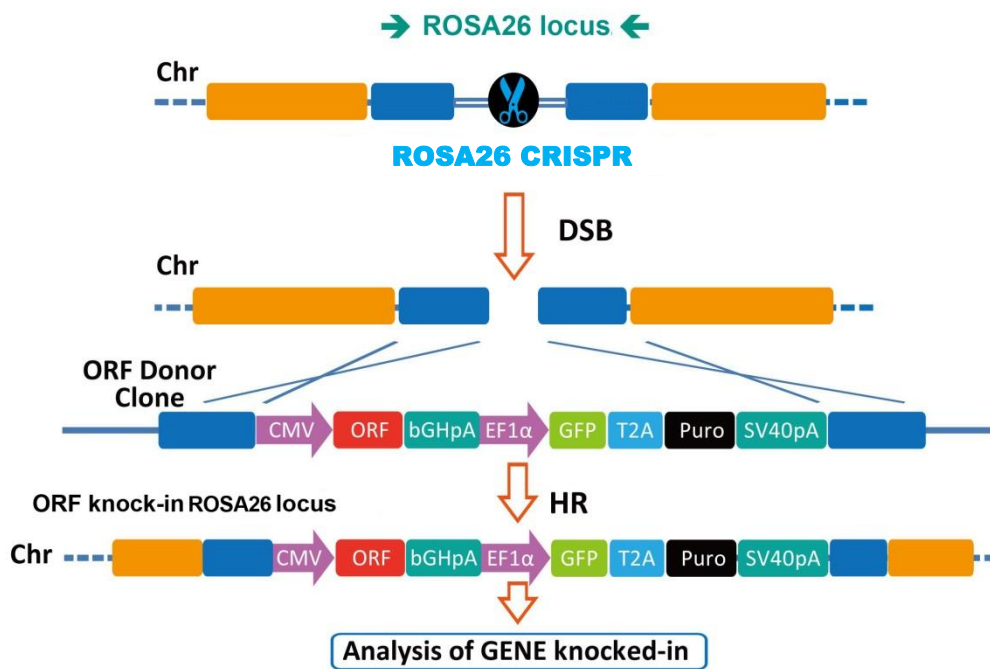 → ROSA26 locus ←
Chr
ROSA26 CRISPR
DSB
Chr
ORF Donor
Clone
CMV ORF bGHpA EF1α GFP T2A Puro SV40pA
HR
ORF knock-in ROSA26 locus
Chr
CMV ORF bGHpA EF1α GFP T2A Puro SV40pA
Analysis of GENE knocked-in